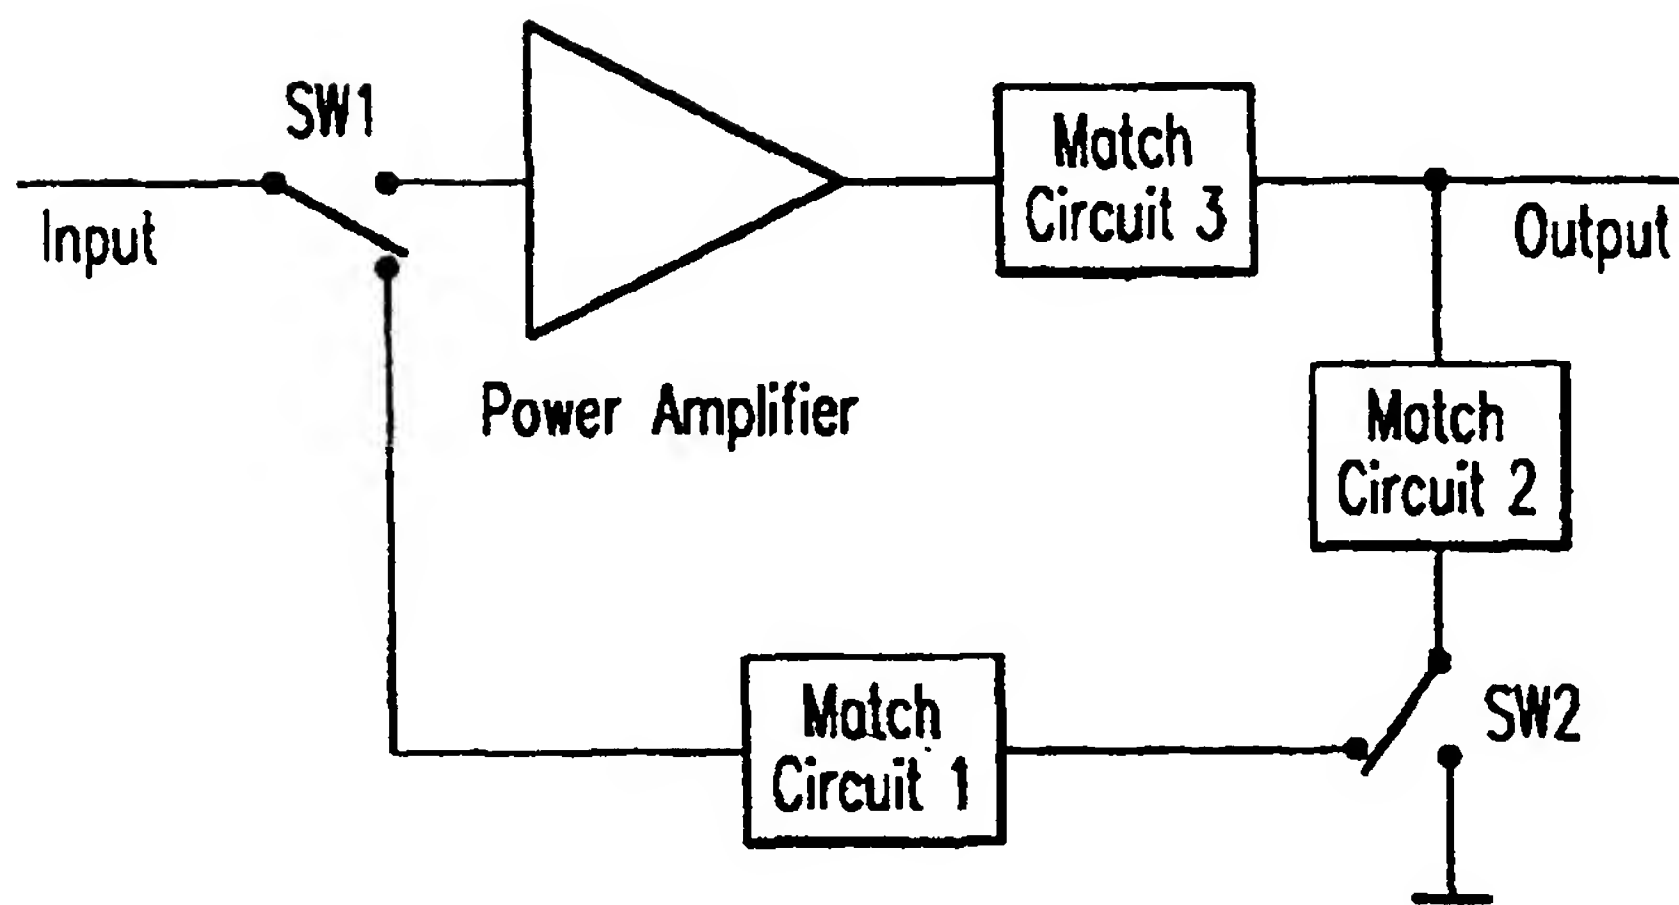 SW1
Input
Power Amplifier
Match
Circuit 3
Output
Match
Circuit 2
SW2
Match
Circuit 1